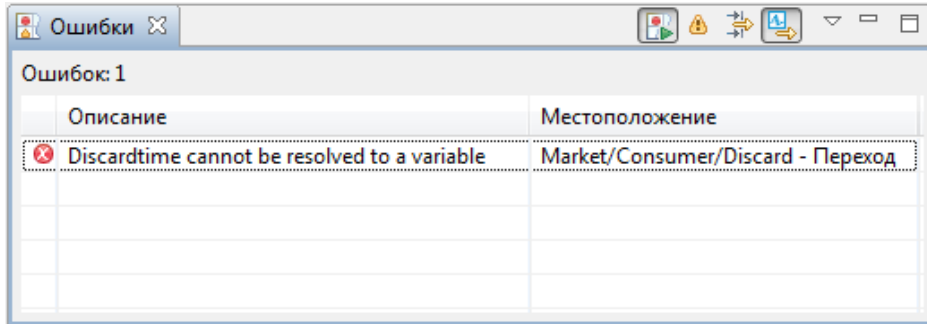 Ошибки
Ошибок: 1
Описание Местоположение
Discardtime cannot be resolved to a variable Market/Consumer/Discard - Переход